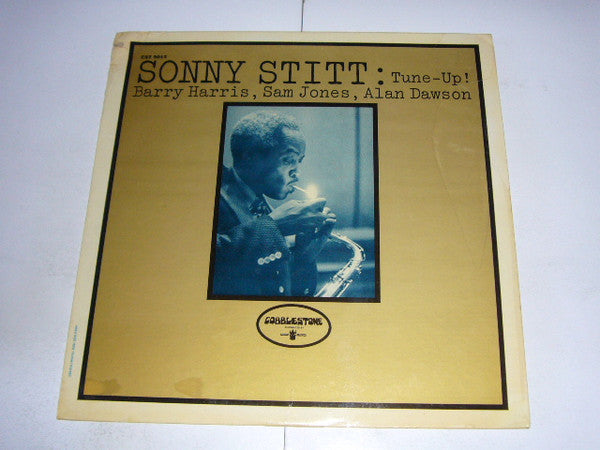 CST 9013
SONNY STITT: Tune-Up!
Barry Harris, Sam Jones, Alan Dawson
COBBLESTONE